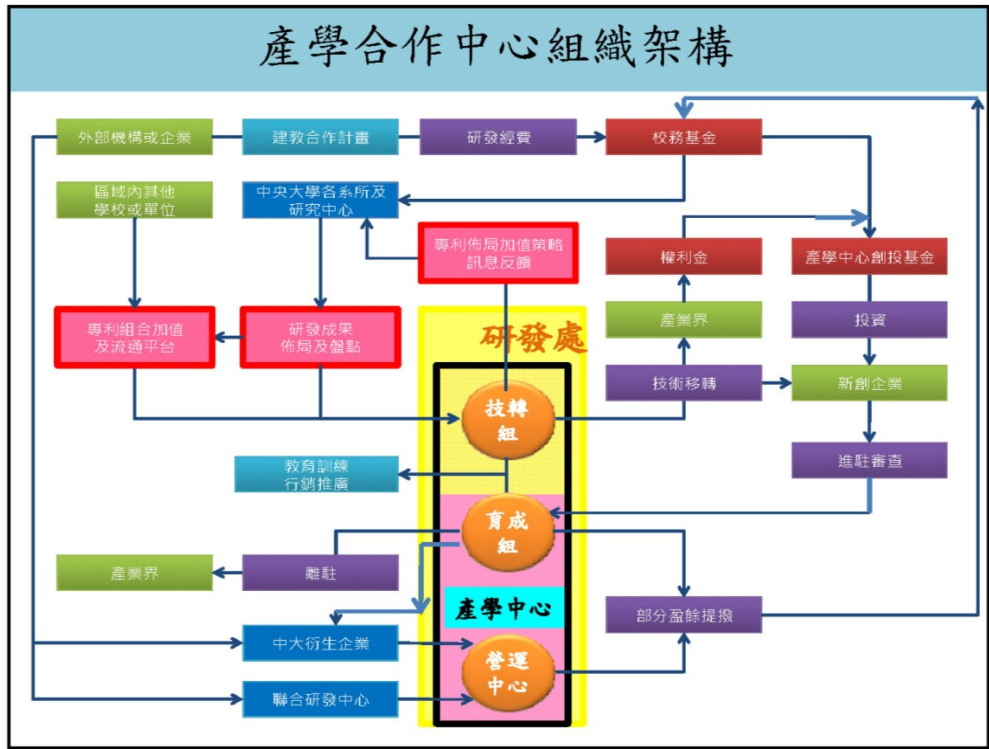 產學合作中心組織架構
外部機構或企業
建教合作計畫
研發經費
校務基金
區域內其他
學校或單位
中央大學各系所及
研究中心
專利佈局加值策略
訊息反饋
權利金
產學中心創投基金
專利組合加值
及流通平台
研發成果
佈局及盤點
研發處
產業界
投資
技轉
組
技術移轉
新創企業
教育訓練
行銷推廣
進駐審查
育成
組
產業界
離駐
產學中心
部分盈餘提撥
中大衍生企業
營運
中心
聯合研發中心